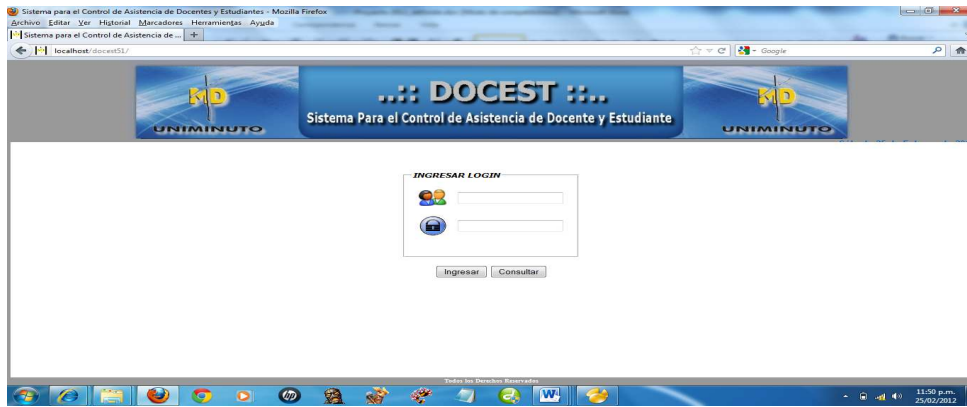 Sistema para el Control de Asistencia de Docentes y Estudiantes - Mozilla Firefox
Archivo Editar Ver Historial Marcadores Herramientas Ayuda
Sistema para el Control de Asistencia de ...
localhost/docest51/
Google
UNIMINUTO
..:: DOCEST ::..
Sistema Para el Control de Asistencia de Docente y Estudiante
UNIMINUTO
INGRESAR LOGIN
Ingresar
Consultar
Todos los Derechos Reservados
11:50 p.m.
25/02/2012